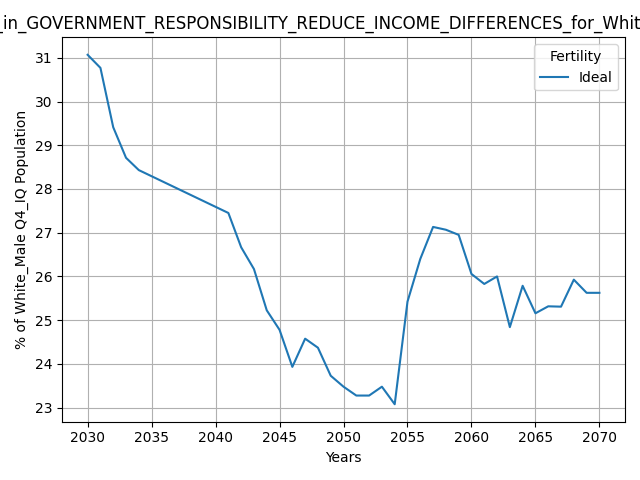 _in_GOVERNMENT_RESPONSIBILITY_REDUCE_INCOME_DIFFERENCES_for_Whit
Fertility
Ideal
% of White_Male Q4_IQ Population
31
30
29
28
27
26
25
24
23
2030 2035 2040 2045 2050 2055 2060 2065 2070
Years